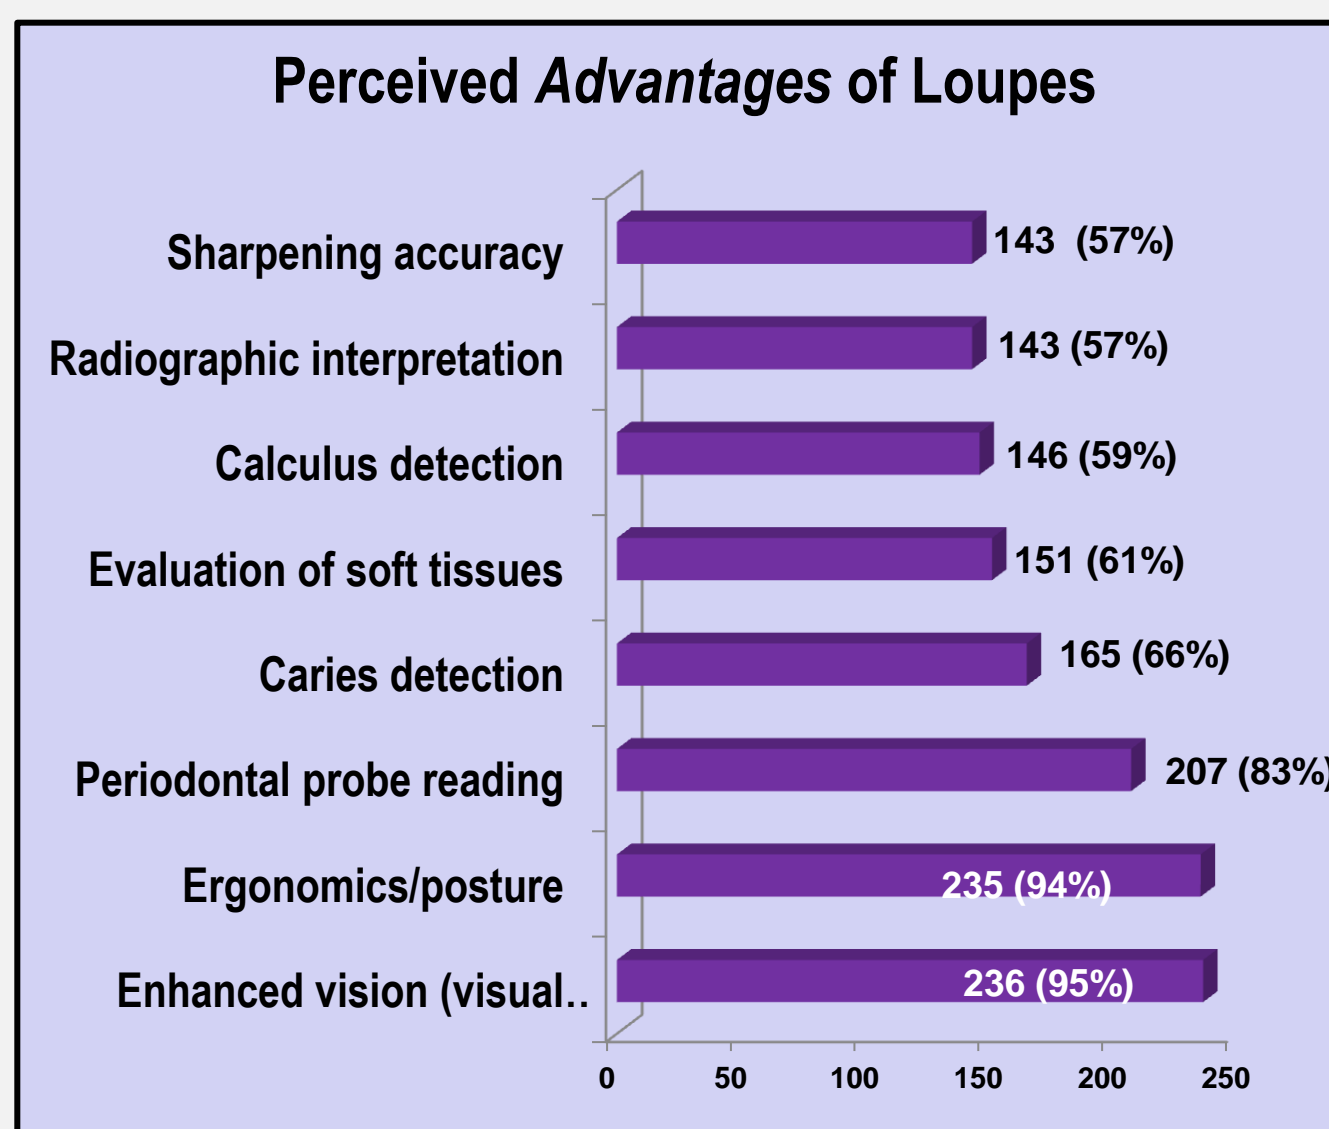 Perceived Advantages of Loupes
Sharpening accuracy 143 (57%)
Radiographic interpretation 143 (57%)
Calculus detection 146 (59%)
Evaluation of soft tissues 151 (61%)
Caries detection 165 (66%)
Periodontal probe reading 207 (83%)
Ergonomics/posture 235 (94%)
Enhanced vision (visual.. 236 (95%)
0 50 100 150 200 250